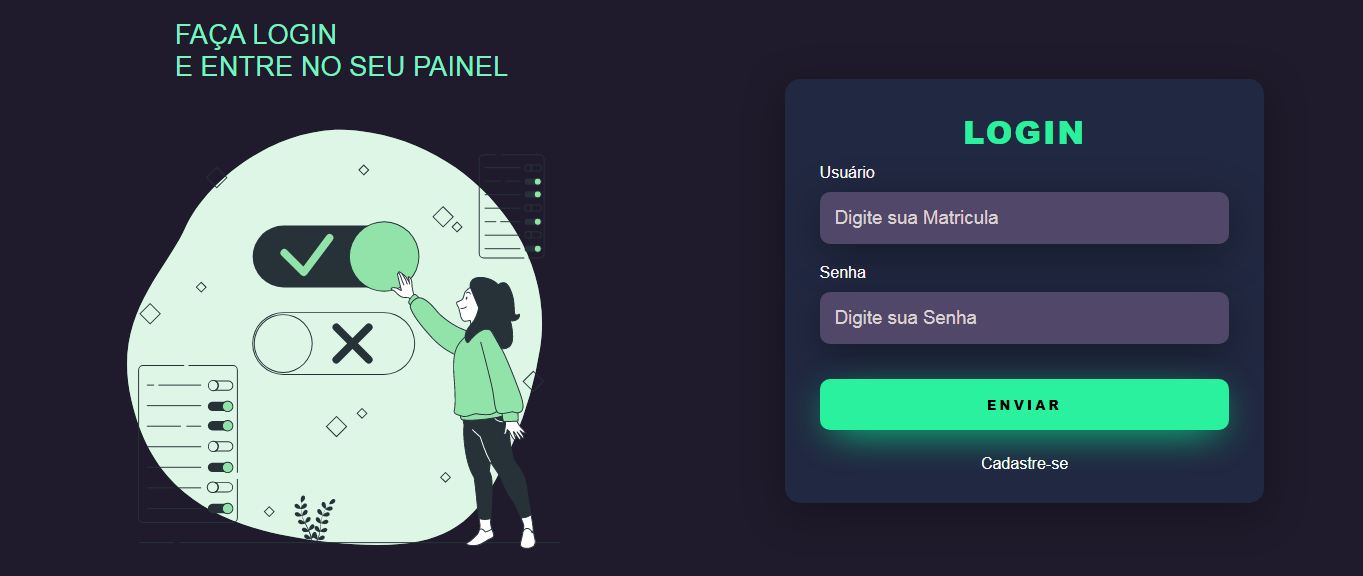 FAÇA LOGIN
E ENTRE NO SEU PAINEL
LOGIN
Usuário
Digite sua Matricula
Senha
Digite sua Senha
ENVIAR
Cadastre-se